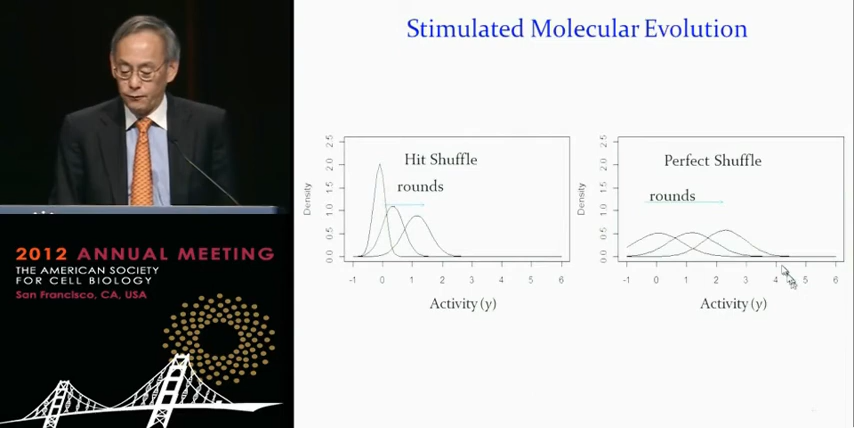 Stimulated Molecular Evolution
Hit Shuffle
rounds
Density
0.0 0.5 1.0 1.5 2.0 2.5
-1 0 1 2 3 4 5 6
Activity (y)
Perfect Shuffle
rounds
Density
0.0 0.5 1.0 1.5 2.0 2.5
-1 0 1 2 3 4 5 6
Activity (y)
2012 ANNUAL MEETING
THE AMERICAN SOCIETY
FOR CELL BIOLOGY
San Francisco, CA, USA